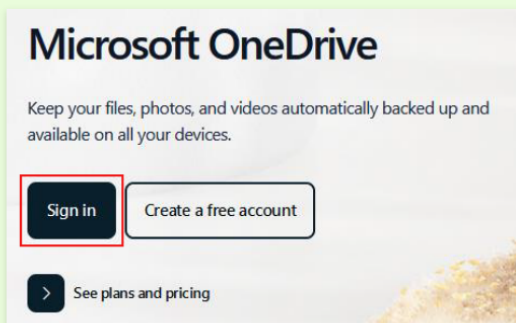 Microsoft OneDrive
Keep your files, photos, and videos automatically backed up and
available on all your devices.
Sign in
Create a free account
See plans and pricing